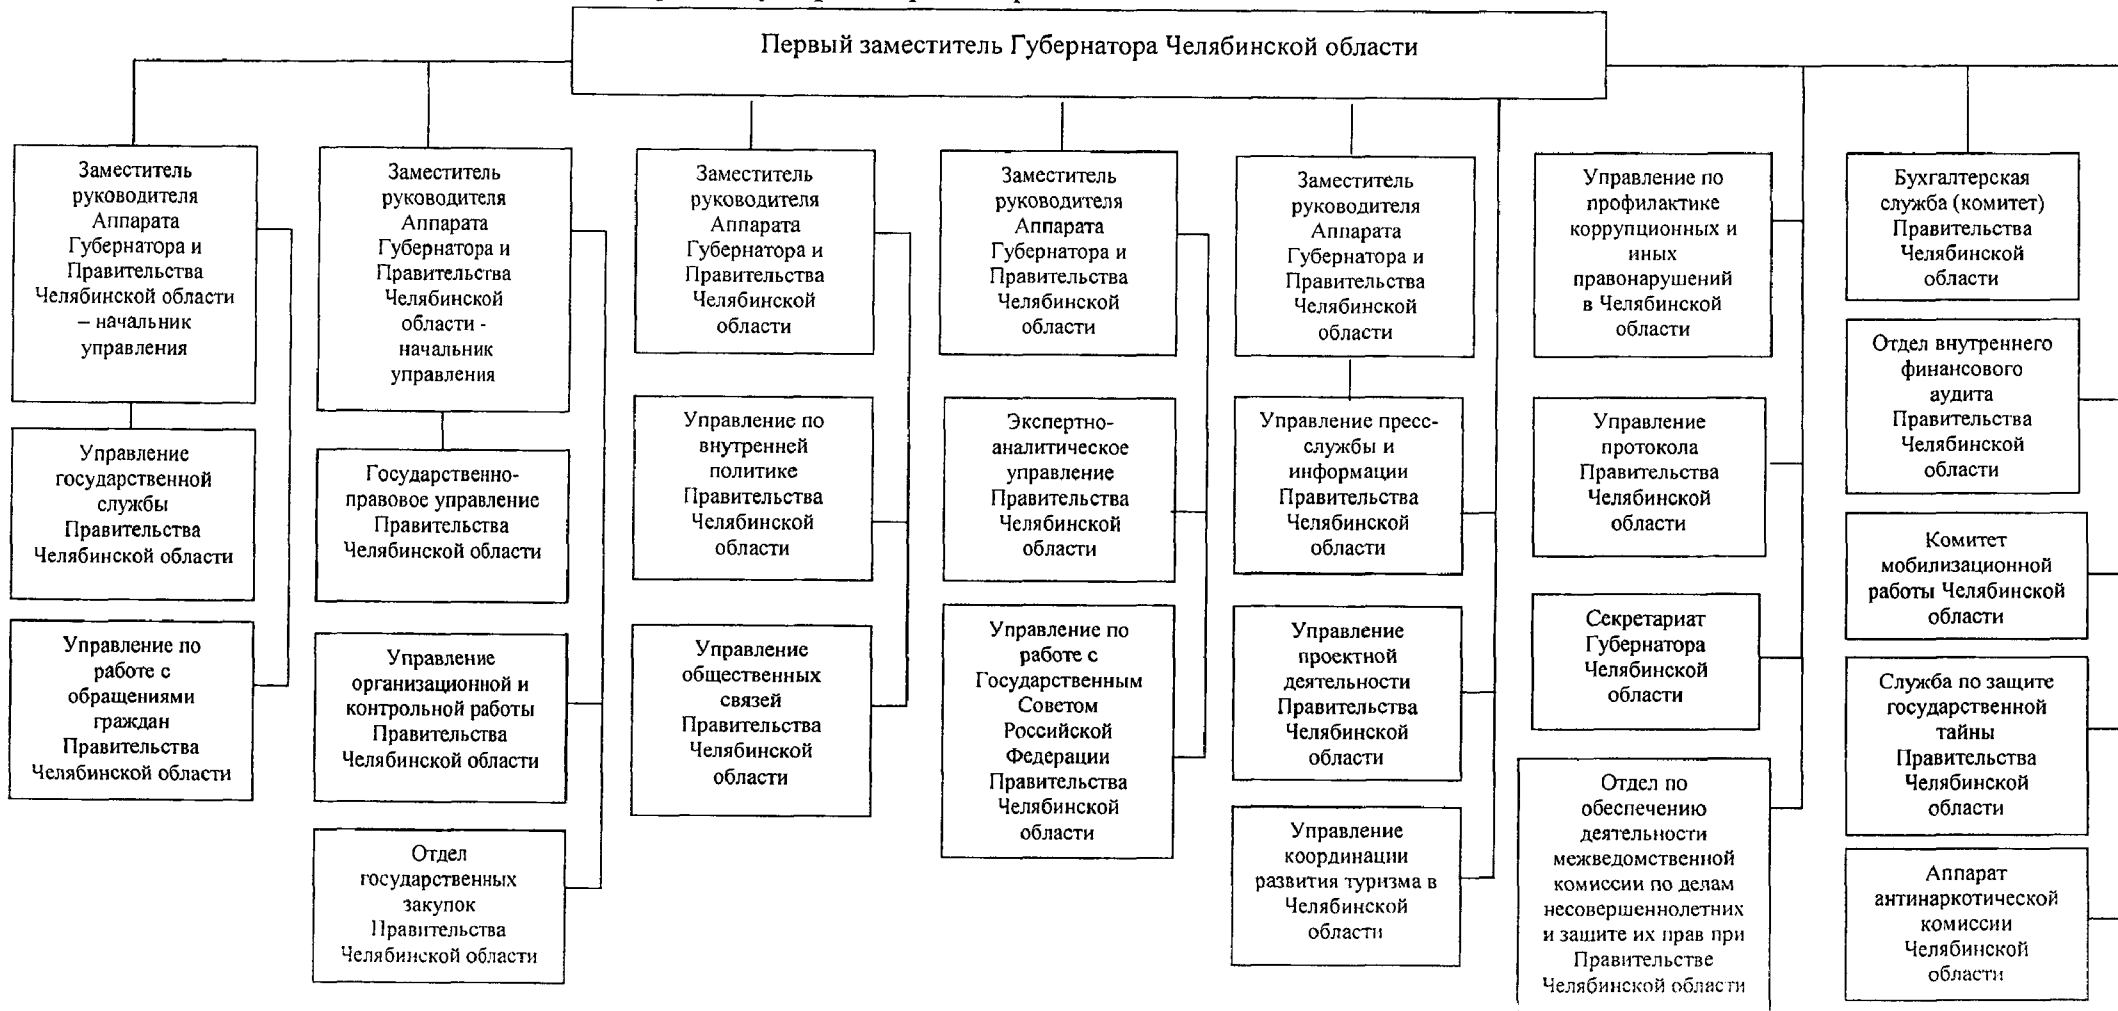 Первый заместитель Губернатора Челябинской области
Заместитель
руководителя
Аппарата
Губернатора и
Правительства
Челябинской области
– начальник
управления
Управление
государственной
службы
Правительства
Челябинской области
Управление по
работе с
обращениями
граждан
Правительства
Челябинской области
Заместитель
руководителя
Аппарата
Губернатора и
Правительства
Челябинской
области -
начальник
управления
Государственно-
правовое управление
Правительства
Челябинской области
Управление
организационной и
контрольной работы
Правительства
Челябинской области
Отдел
государственных
закупок
Правительства
Челябинской области
Заместитель
руководителя
Аппарата
Губернатора и
Правительства
Челябинской
области
Управление по
внутренней
политике
Правительства
Челябинской
области
Управление
общественных
связей
Правительства
Челябинской
области
Заместитель
руководителя
Аппарата
Губернатора и
Правительства
Челябинской
области
Экспертно-
аналитическое
управление
Правительства
Челябинской
области
Управление по
работе с
Государственным
Советом
Российской
Федерации
Правительства
Челябинской
области
Заместитель
руководителя
Аппарата
Губернатора и
Правительства
Челябинской
области
Управление пресс-
службы и
информации
Правительства
Челябинской
области
Управление
проектной
деятельности
Правительства
Челябинской
области
Управление
координации
развития туризма в
Челябинской
области
Управление по
профилактике
коррупционных и
иных
правонарушений
в Челябинской
области
Управление
протокола
Правительства
Челябинской
области
Секретариат
Губернатора
Челябинской
области
Отдел по
обеспечению
деятельности
межведомственной
комиссии по делам
несовершеннолетних
и защите их прав при
Правительстве
Челябинской области
Бухгалтерская
служба (комитет)
Правительства
Челябинской
области
Отдел внутреннего
финансового
аудита
Правительства
Челябинской
области
Комитет
мобилизационной
работы Челябинской
области
Служба по защите
государственной
тайны
Правительства
Челябинской
области
Аппарат
антинаркотической
комиссии
Челябинской
области